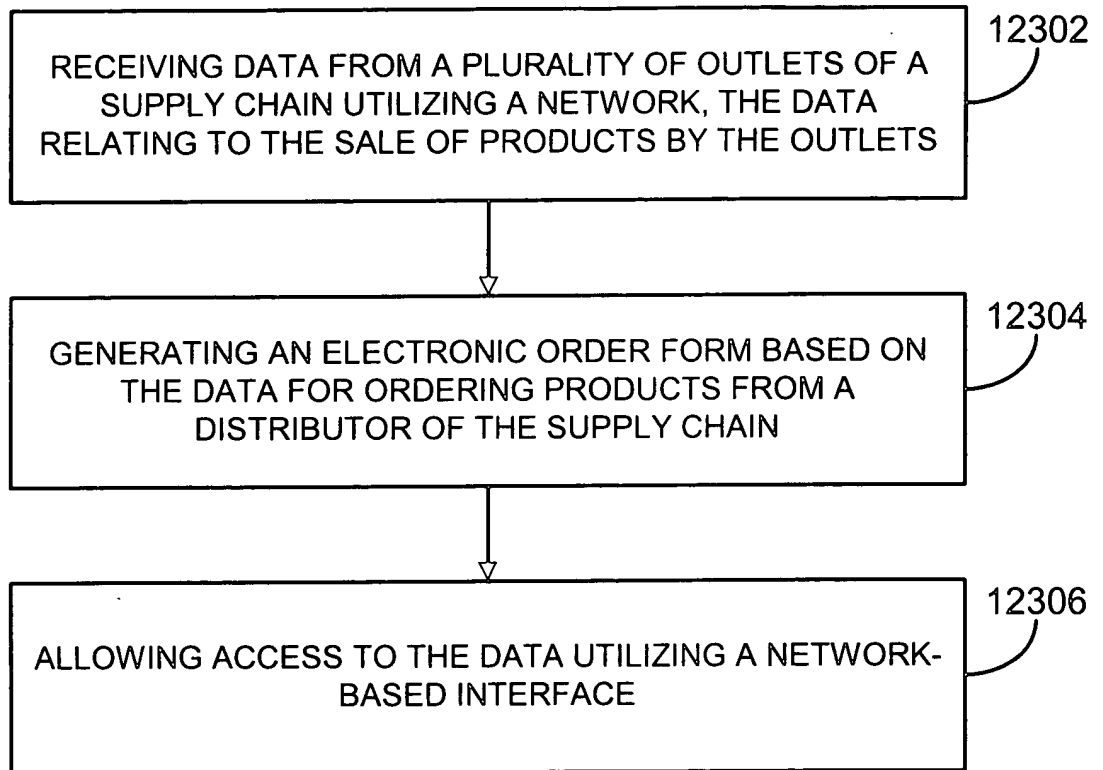 12302
RECEIVING DATA FROM A PLURALITY OF OUTLETS OF A
SUPPLY CHAIN UTILIZING A NETWORK, THE DATA
RELATING TO THE SALE OF PRODUCTS BY THE OUTLETS
12304
GENERATING AN ELECTRONIC ORDER FORM BASED ON
THE DATA FOR ORDERING PRODUCTS FROM A
DISTRIBUTOR OF THE SUPPLY CHAIN
12306
ALLOWING ACCESS TO THE DATA UTILIZING A NETWORK-
BASED INTERFACE